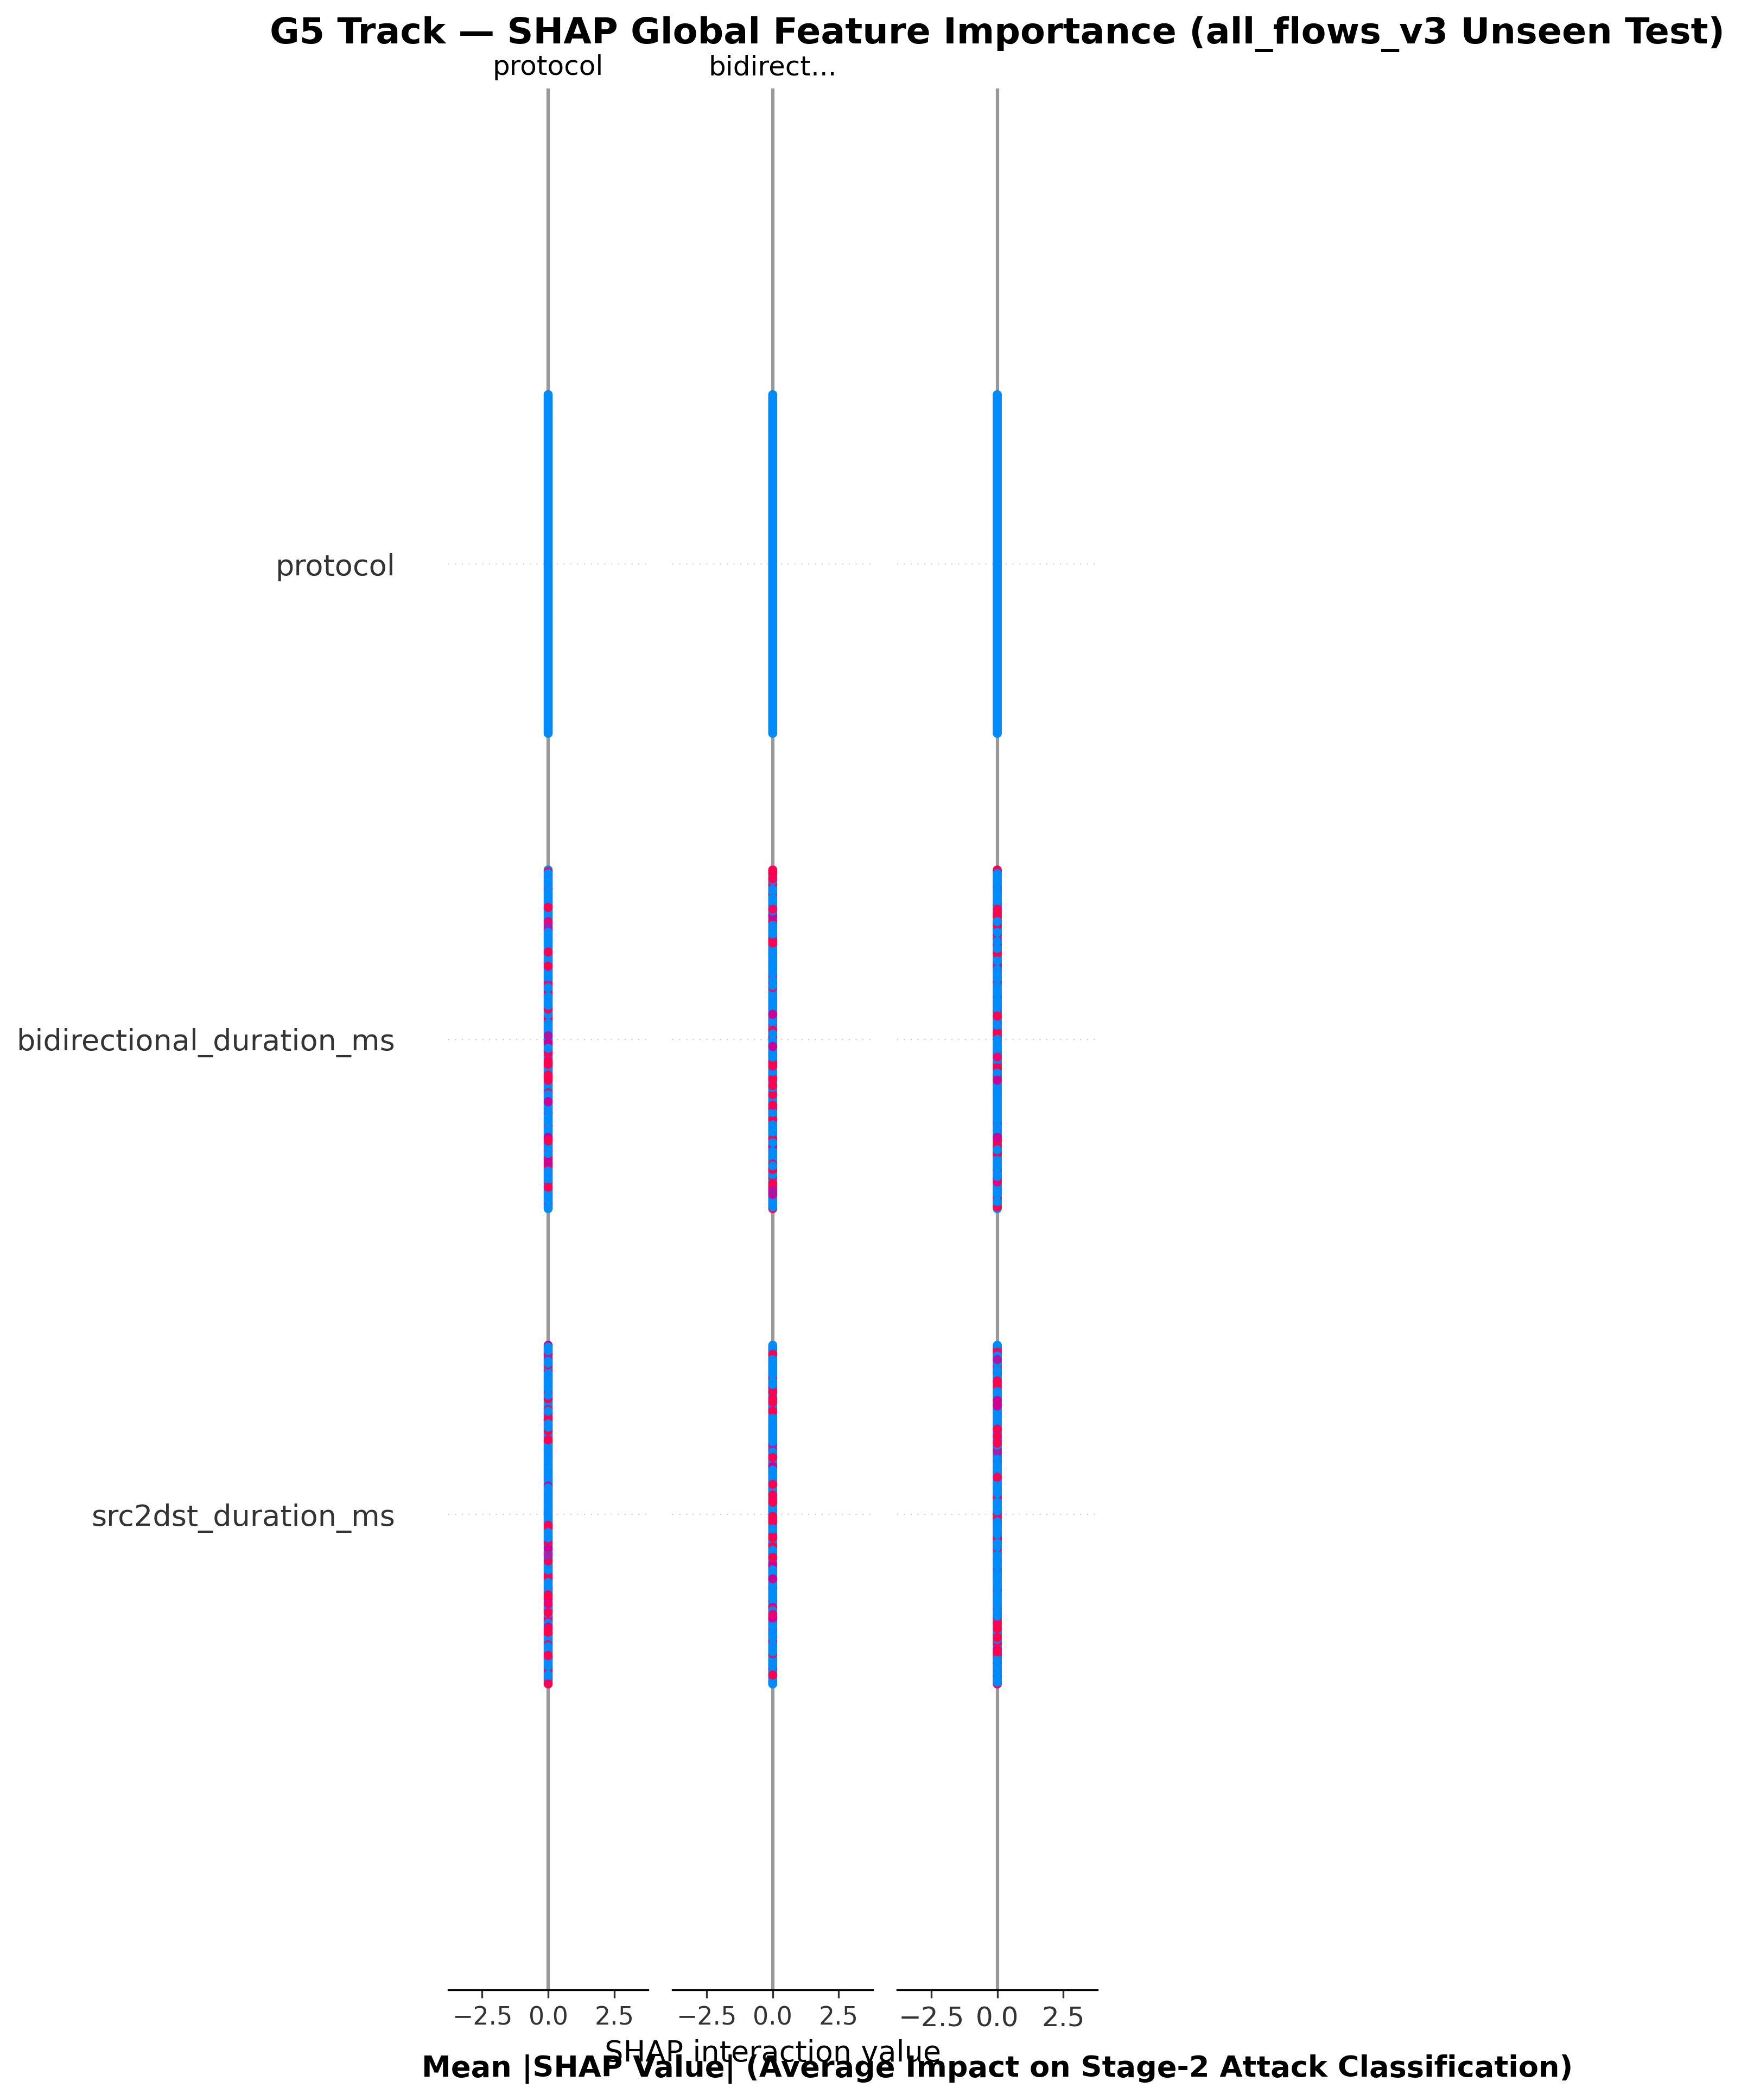 G5 Track — SHAP Global Feature Importance (all_flows_v3 Unseen Test)
protocol bidirect...
protocol
bidirectional_duration_ms
src2dst_duration_ms
−2.5 0.0 2.5 −2.5 0.0 2.5 −2.5 0.0 2.5
SHAP interaction value
Mean |SHAP Value| (Average Impact on Stage-2 Attack Classification)